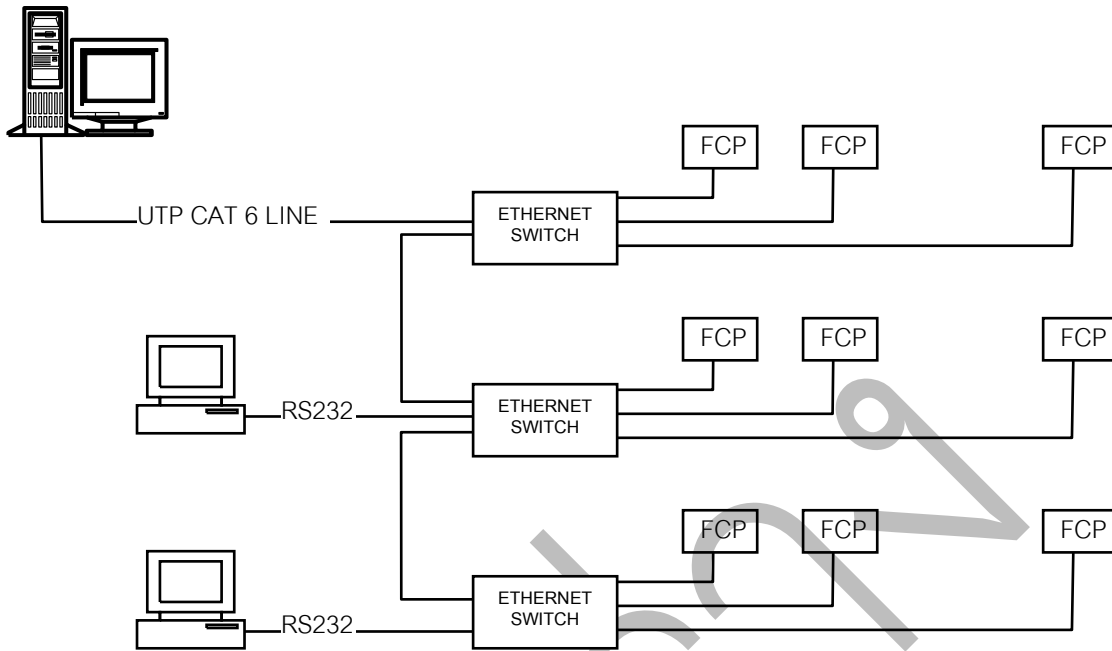 FCP FCP FCP
UTP CAT 6 LINE
ETHERNET
SWITCH
FCP FCP FCP
RS232
ETHERNET
SWITCH
FCP FCP FCP
RS232
ETHERNET
SWITCH